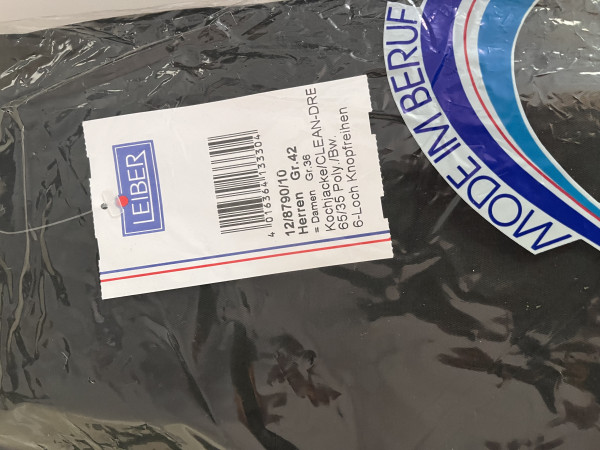 LEIBER
4 016364 133304
12/8790/10
Herren Gr.42
= Damen Gr.36
Kochjacke/CLEAN-DRE
65/35 Poly./Bw.
6-Loch Knopfreihen
MODE IM BERUF